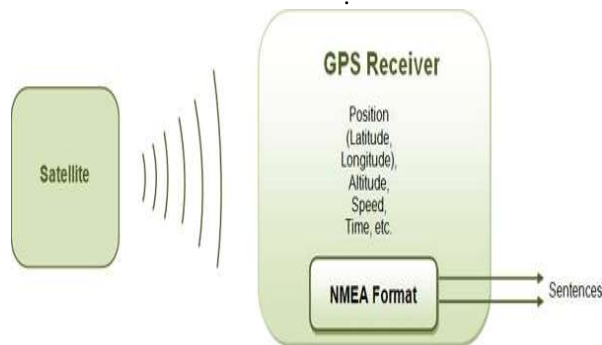 GPS Receiver
Position
(Latitude,
Longitude),
Altitude,
Speed,
Time, etc.
Satellite
NMEA Format
Sentences